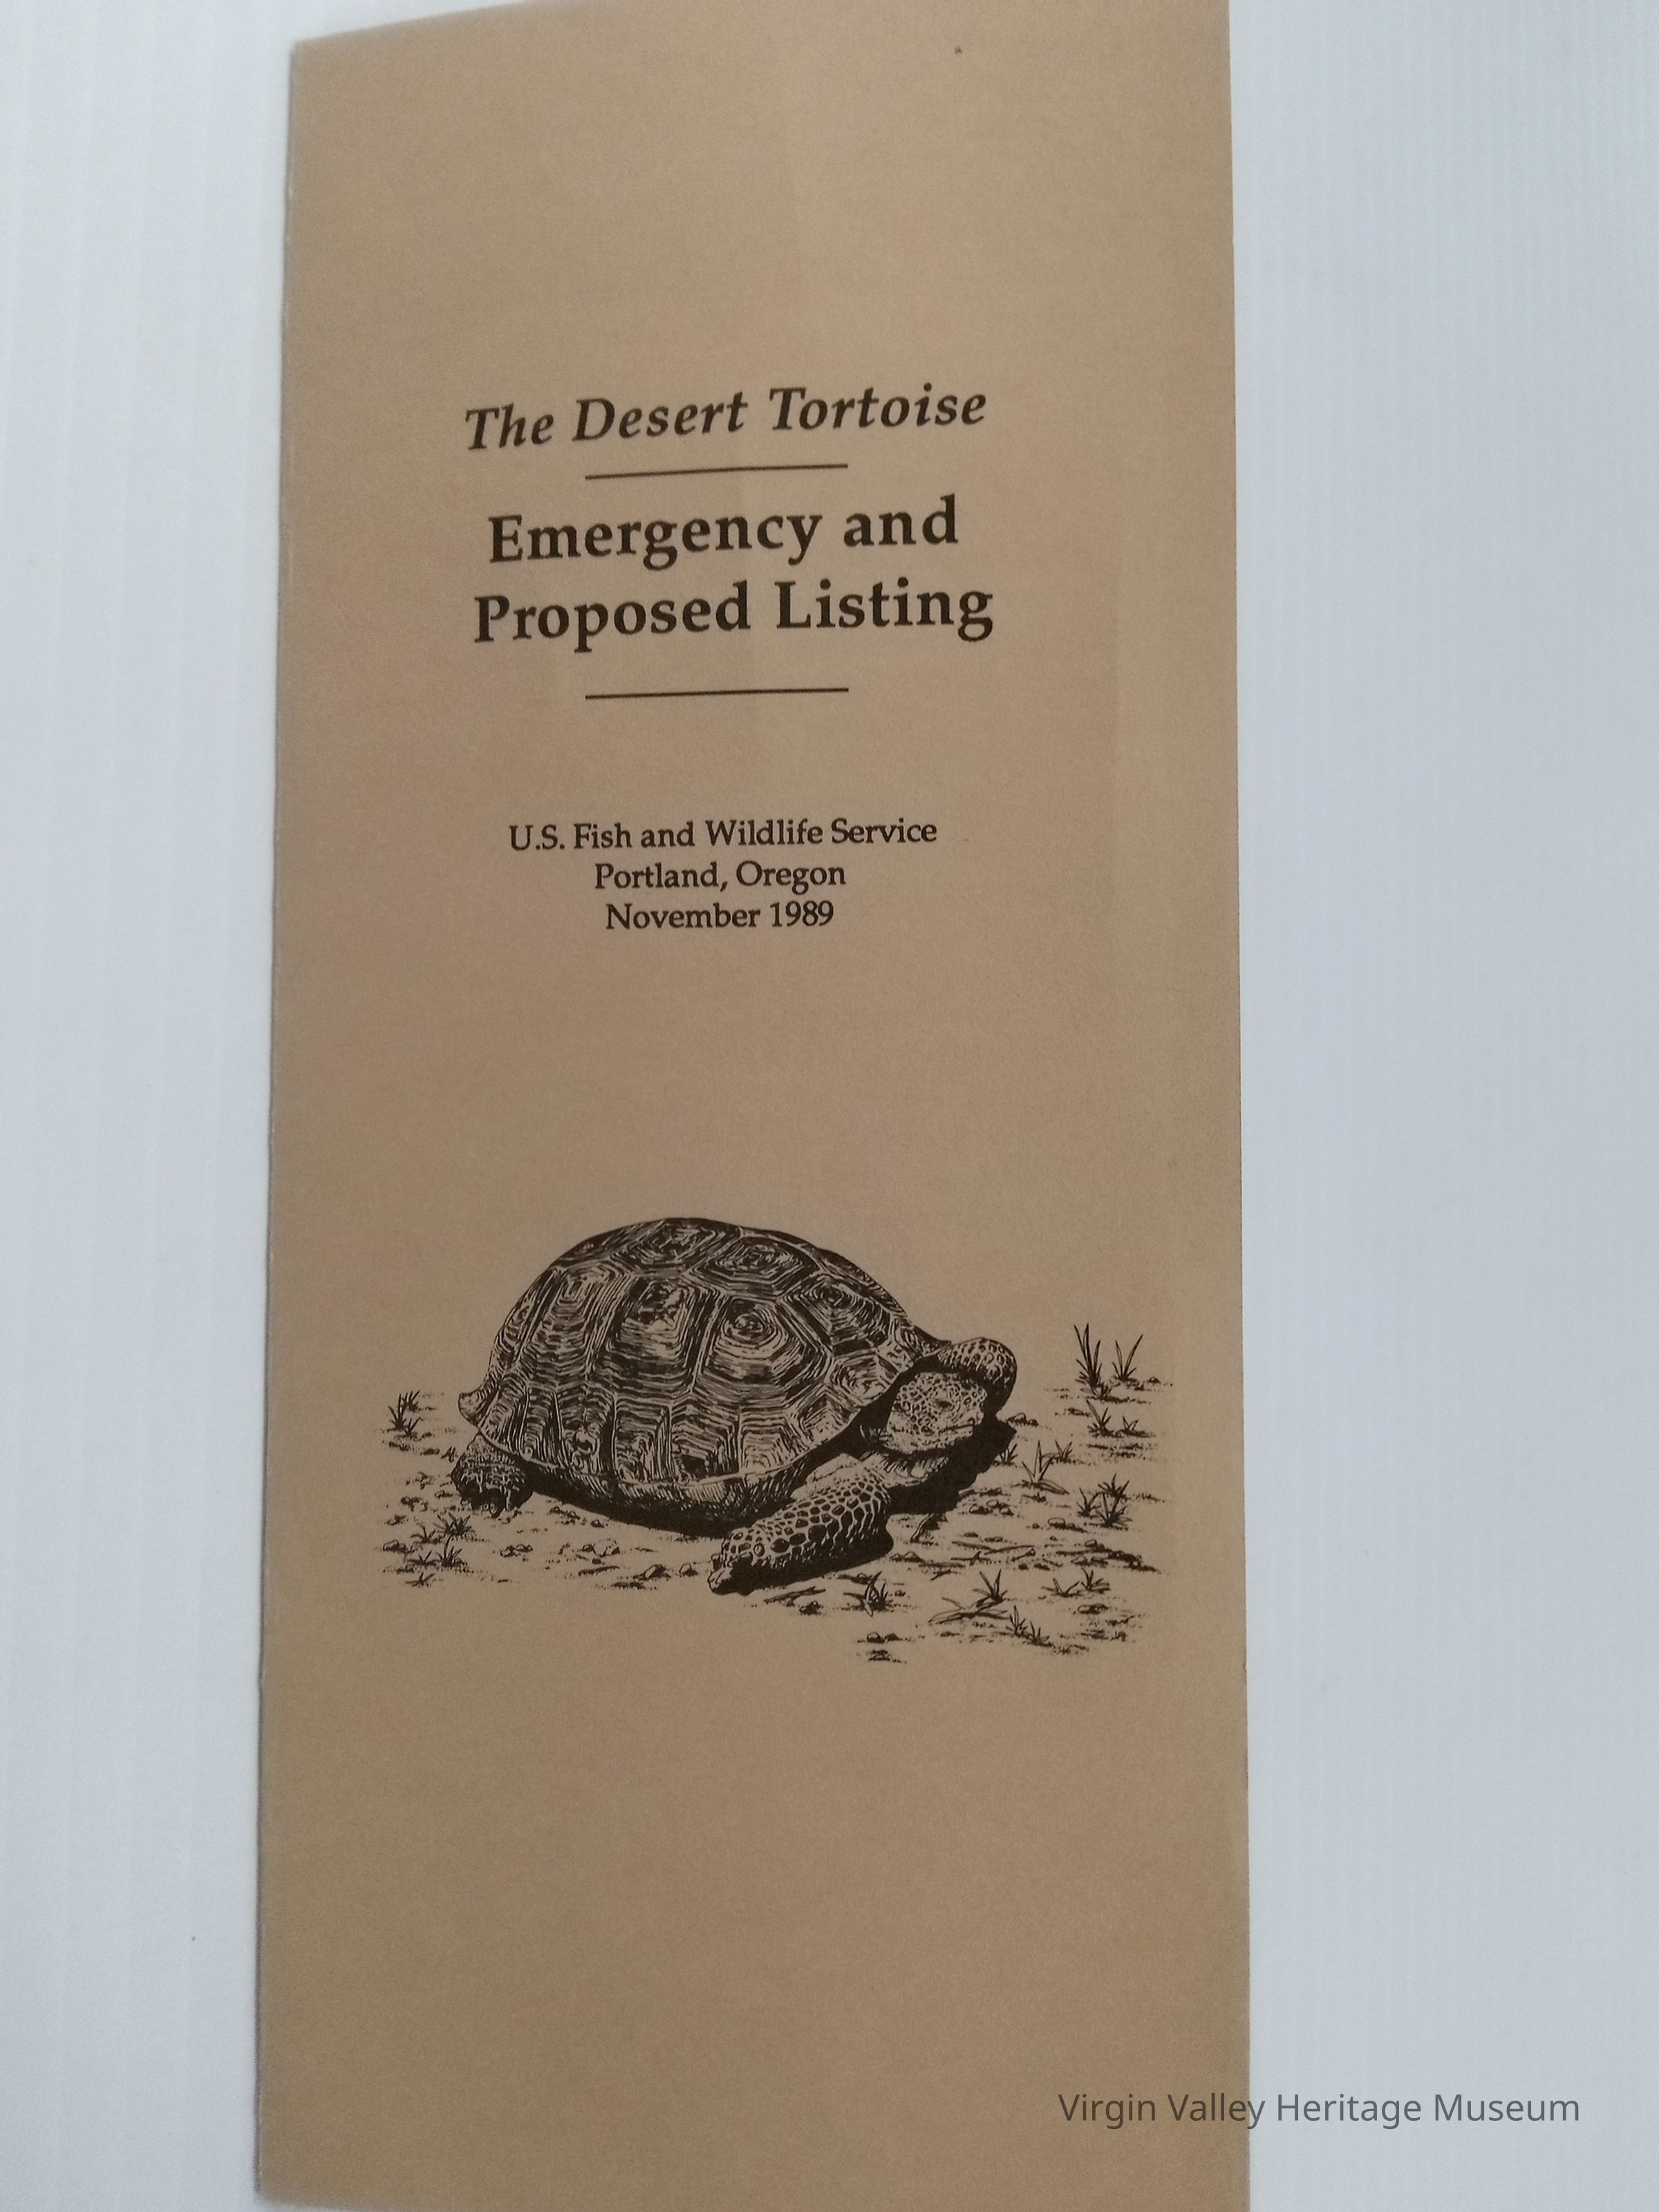 The Desert Tortoise
Emergency and
Proposed Listing
U.S. Fish and Wildlife Service
Portland, Oregon
November 1989
Virgin Valley Heritage Museum